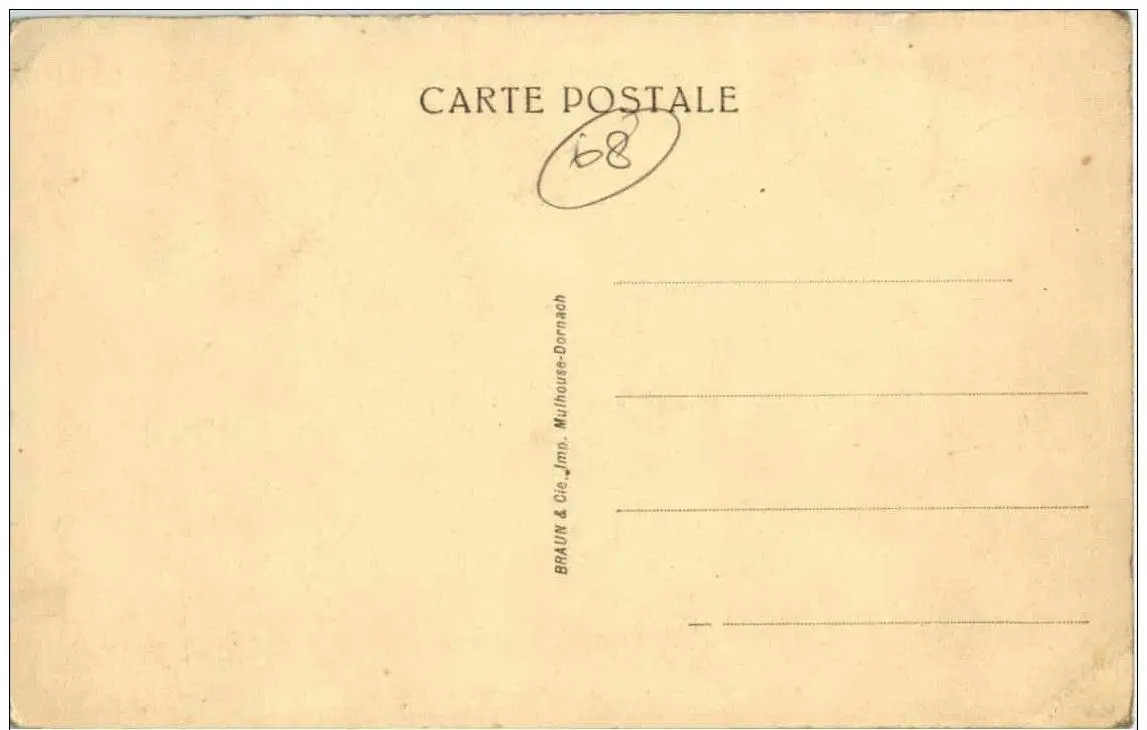 CARTE POSTALE
68
BRAUN & Cie, Imp. Mulhouse-Dornach